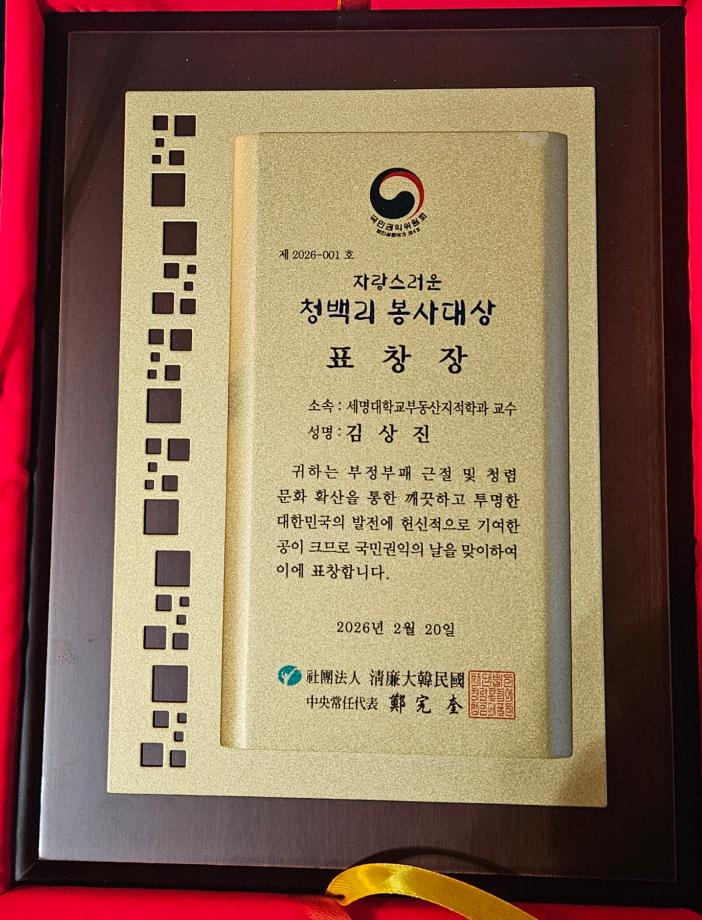 국민권익위원회
제 2026-001 호
자랑스러운
청백리 봉사대상
표 창 장
소속 : 세명대학교부동산지적학과 교수
성명 : 김 상 진
귀하는 부정부패 근절 및 청렴
문화 확산을 통한 깨끗하고 투명한
대한민국의 발전에 헌신적으로 기여한
공이 크므로 국민권익의 날을 맞이하여
이에 표창합니다.
2026년 2월 20일
社團法人 淸廉大韓民國
中央常任代表 鄭 完 奎